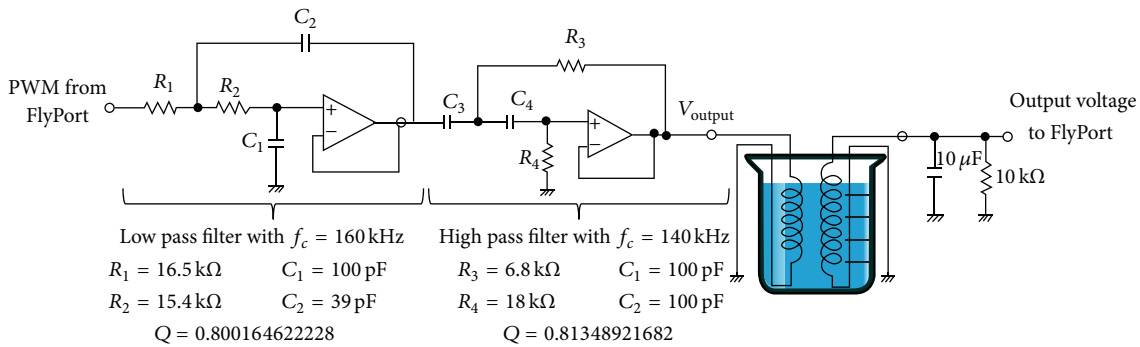 PWM from
FlyPort
R1
R2
C2
C1
+
−
C3
C4
R3
R4
+
−
Voutput
Output voltage
to FlyPort
10 μF
10 kΩ
Low pass filter with fc = 160 kHz
R1 = 16.5 kΩ C1 = 100 pF
R2 = 15.4 kΩ C2 = 39 pF
Q = 0.800164622228
High pass filter with fc = 140 kHz
R3 = 6.8 kΩ C1 = 100 pF
R4 = 18 kΩ C2 = 100 pF
Q = 0.81348921682